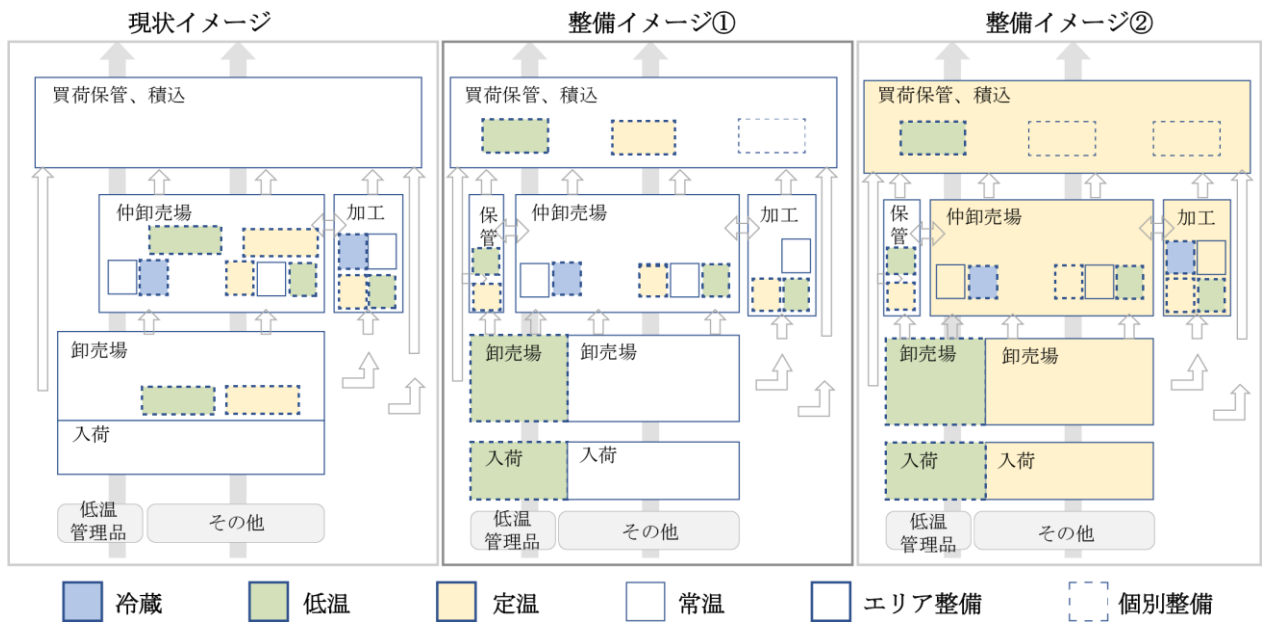 現状イメージ
整備イメージ①
整備イメージ②
買荷保管、積込
仲卸売場
加工
卸売場
入荷
低温
管理品
その他
買荷保管、積込
保
管
仲卸売場
加工
卸売場
卸売場
入荷
入荷
低温
管理品
その他
買荷保管、積込
保
管
仲卸売場
加工
卸売場
卸売場
入荷
入荷
低温
管理品
その他
冷蔵
低温
定温
常温
エリア整備
個別整備